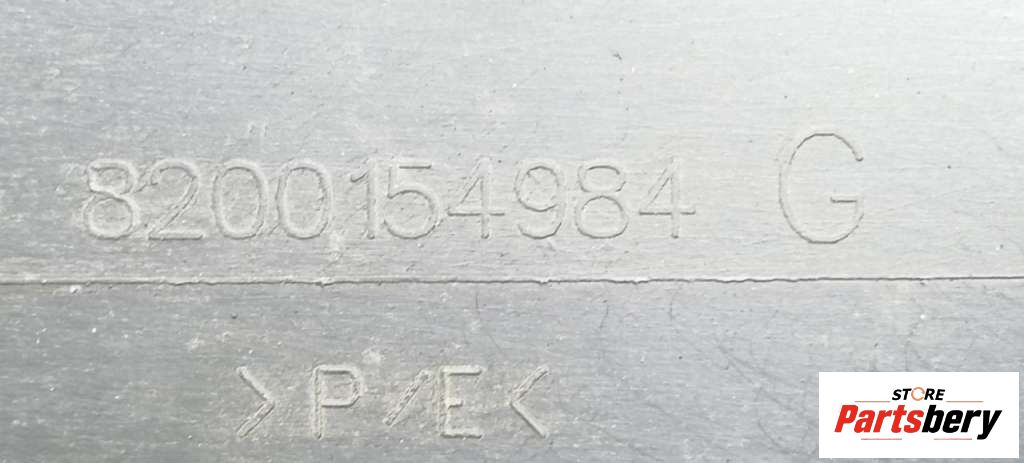 8200154984 G
>P/E<
STORE
Partsbery